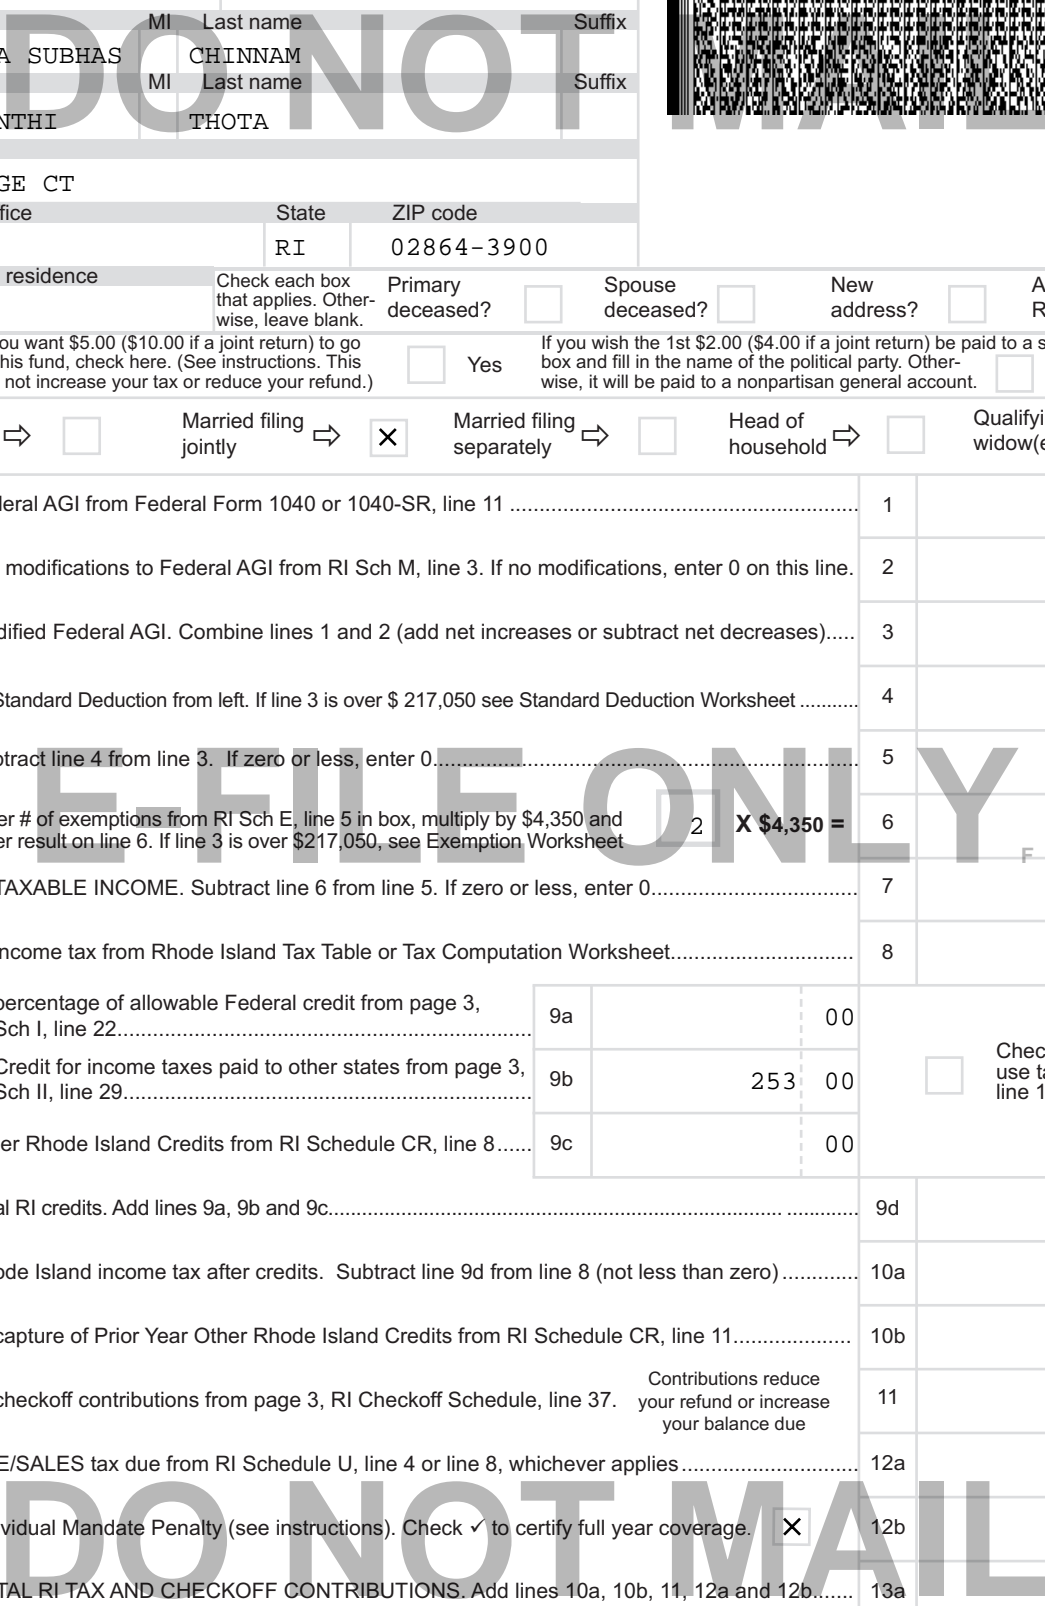 MI Last name Suffix
A SUBHAS CHINNAM
MI Last name Suffix
NTHI THOTA
DO NOT MAIL
GE CT
fice State ZIP code
RI 02864-3900
residence
Check each box
that applies. Other-
wise, leave blank.
Primary
deceased?
Spouse
deceased?
New
address?
A
R
ou want $5.00 ($10.00 if a joint return) to go
his fund, check here. (See instructions. This
not increase your tax or reduce your refund.)
Yes
If you wish the 1st $2.00 ($4.00 if a joint return) be paid to a s
box and fill in the name of the political party. Other-
wise, it will be paid to a nonpartisan general account.
⇨
Married filing
jointly ⇨ X
Married filing
separately ⇨
Head of
household ⇨
Qualifyi
widow(e
deral AGI from Federal Form 1040 or 1040-SR, line 11 ........ 1
modifications to Federal AGI from RI Sch M, line 3. If no modifications, enter 0 on this line. 2
dified Federal AGI. Combine lines 1 and 2 (add net increases or subtract net decreases)..... 3
Standard Deduction from left. If line 3 is over $ 217,050 see Standard Deduction Worksheet ........... 4
btract line 4 from line 3. If zero or less, enter 0........ 5
E-FILE ONLY
er # of exemptions from RI Sch E, line 5 in box, multiply by $4,350 and
er result on line 6. If line 3 is over $217,050, see Exemption Worksheet
2 X $4,350 = 6
F
TAXABLE INCOME. Subtract line 6 from line 5. If zero or less, enter 0........ 7
ncome tax from Rhode Island Tax Table or Tax Computation Worksheet........ 8
percentage of allowable Federal credit from page 3,
Sch I, line 22........ 9a 00
Credit for income taxes paid to other states from page 3,
Sch II, line 29........ 9b 253 00
er Rhode Island Credits from RI Schedule CR, line 8...... 9c 00
Chec
use ta
line 1
al RI credits. Add lines 9a, 9b and 9c........ 9d
ode Island income tax after credits. Subtract line 9d from line 8 (not less than zero)............. 10a
capture of Prior Year Other Rhode Island Credits from RI Schedule CR, line 11........ 10b
checkoff contributions from page 3, RI Checkoff Schedule, line 37.
Contributions reduce
your refund or increase
your balance due
11
E/SALES tax due from RI Schedule U, line 4 or line 8, whichever applies........ 12a
DO NOT MAIL
vidual Mandate Penalty (see instructions). Check ✓ to certify full year coverage. X 12b
TAL RI TAX AND CHECKOFF CONTRIBUTIONS. Add lines 10a, 10b, 11, 12a and 12b....... 13a